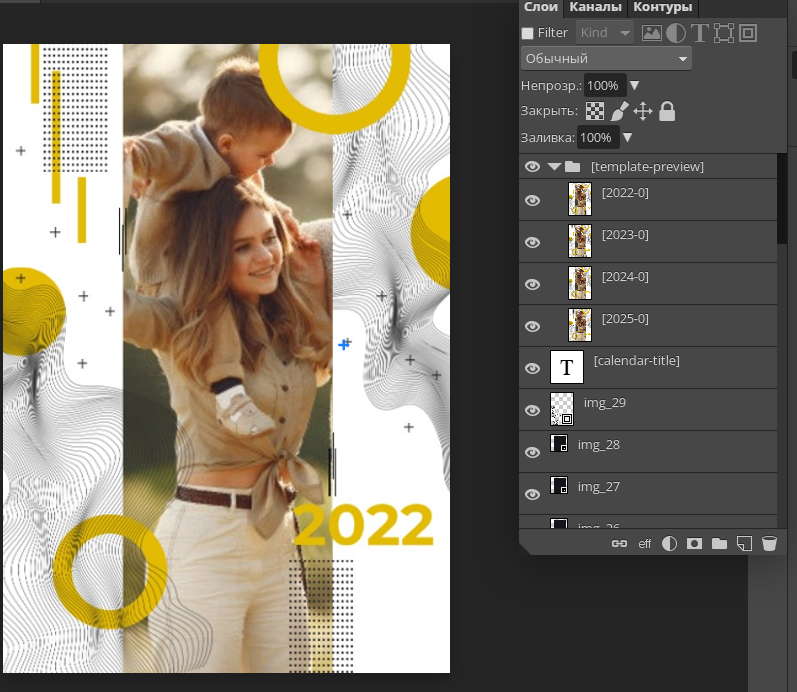 Слои Каналы Контуры
Filter Kind
Обычный
Непрозр.: 100%
Закрыть:
Заливка: 100%
[template-preview]
[2022-0]
[2023-0]
[2024-0]
[2025-0]
T [calendar-title]
img_29
img_28
img_27
eff
2022